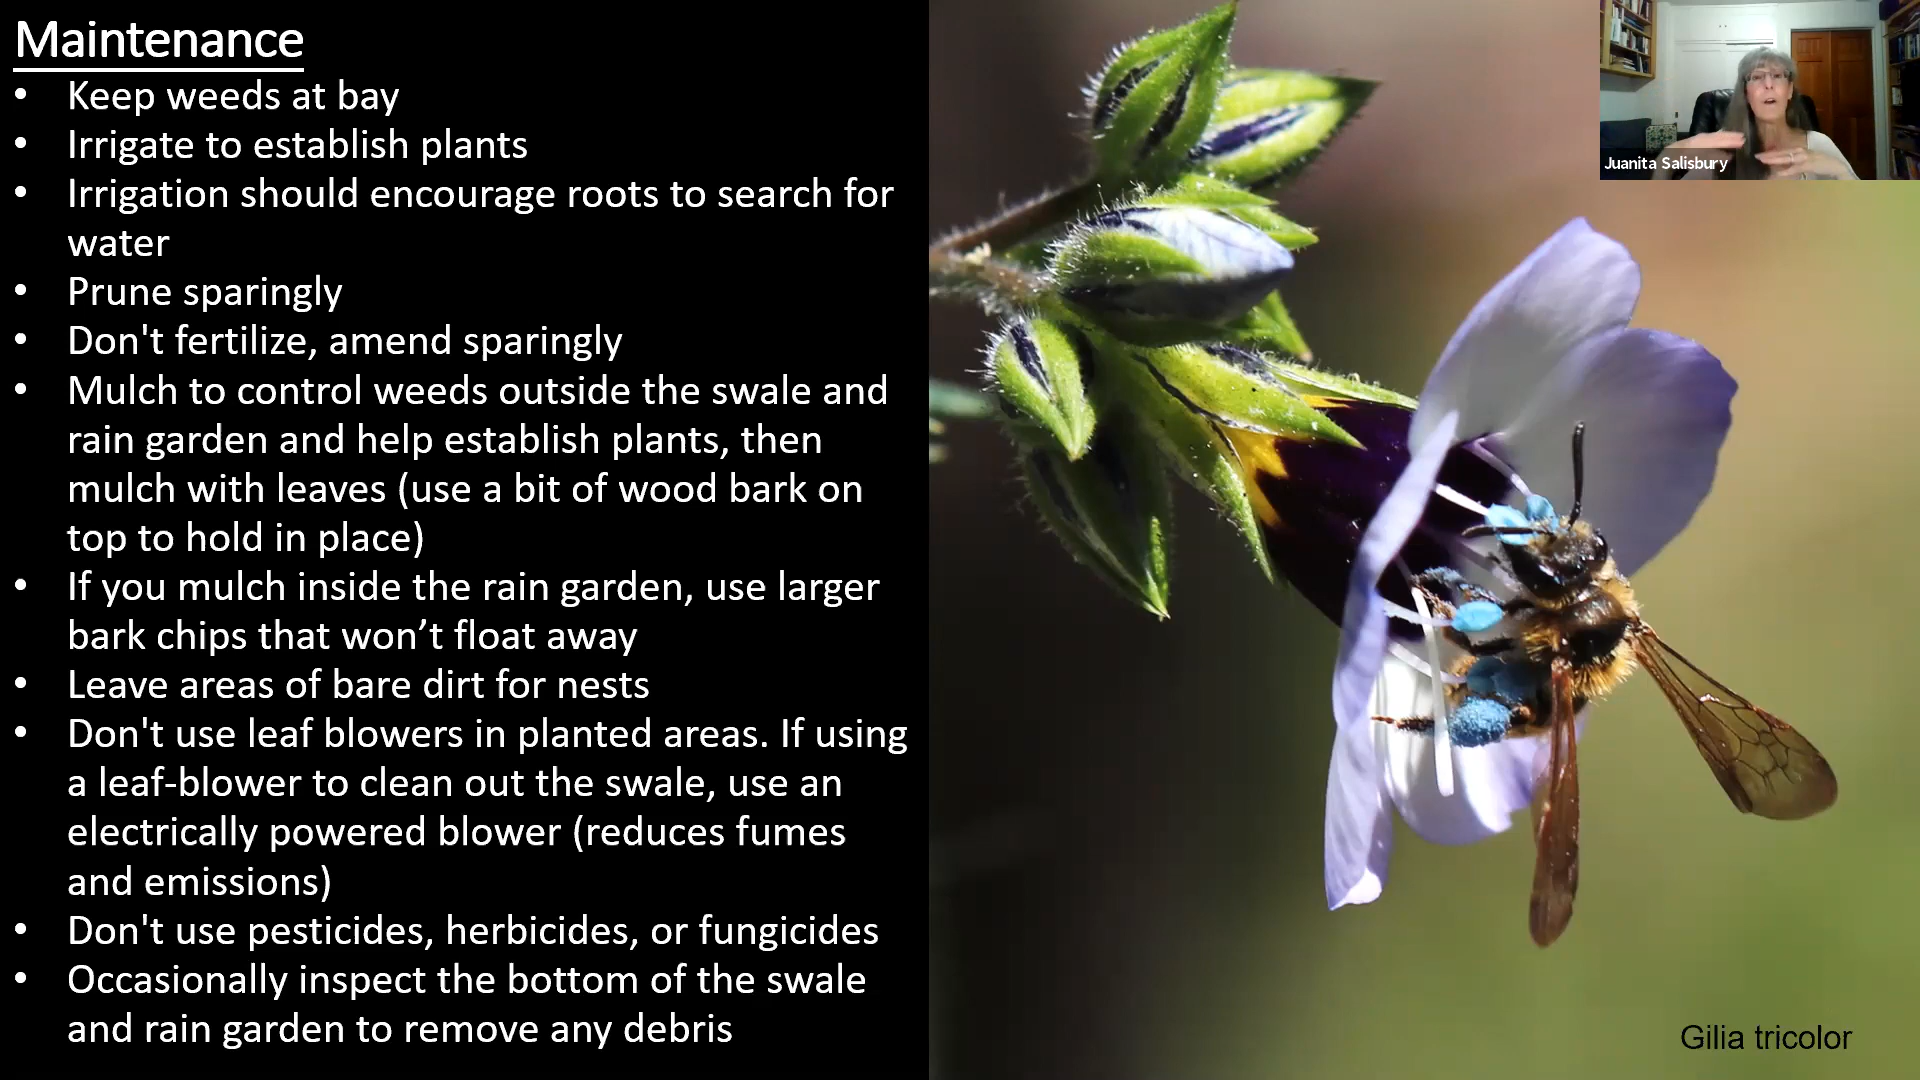 Maintenance
• Keep weeds at bay
• Irrigate to establish plants
• Irrigation should encourage roots to search for
water
• Prune sparingly
• Don't fertilize, amend sparingly
• Mulch to control weeds outside the swale and
rain garden and help establish plants, then
mulch with leaves (use a bit of wood bark on
top to hold in place)
• If you mulch inside the rain garden, use larger
bark chips that won’t float away
• Leave areas of bare dirt for nests
• Don't use leaf blowers in planted areas. If using
a leaf-blower to clean out the swale, use an
electrically powered blower (reduces fumes
and emissions)
• Don't use pesticides, herbicides, or fungicides
• Occasionally inspect the bottom of the swale
and rain garden to remove any debris
Juanita Salisbury
Gilia tricolor